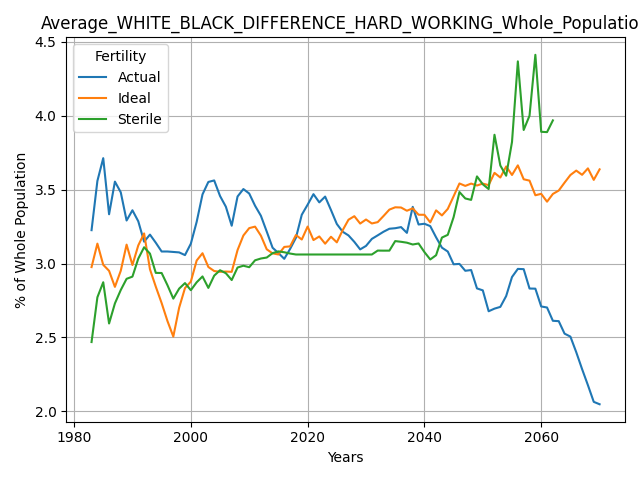 Average_WHITE_BLACK_DIFFERENCE_HARD_WORKING_Whole_Populatio
4.5
4.0
3.5
3.0
2.5
2.0
% of Whole Population
Fertility
Actual
Ideal
Sterile
1980
2000
2020
2040
2060
Years